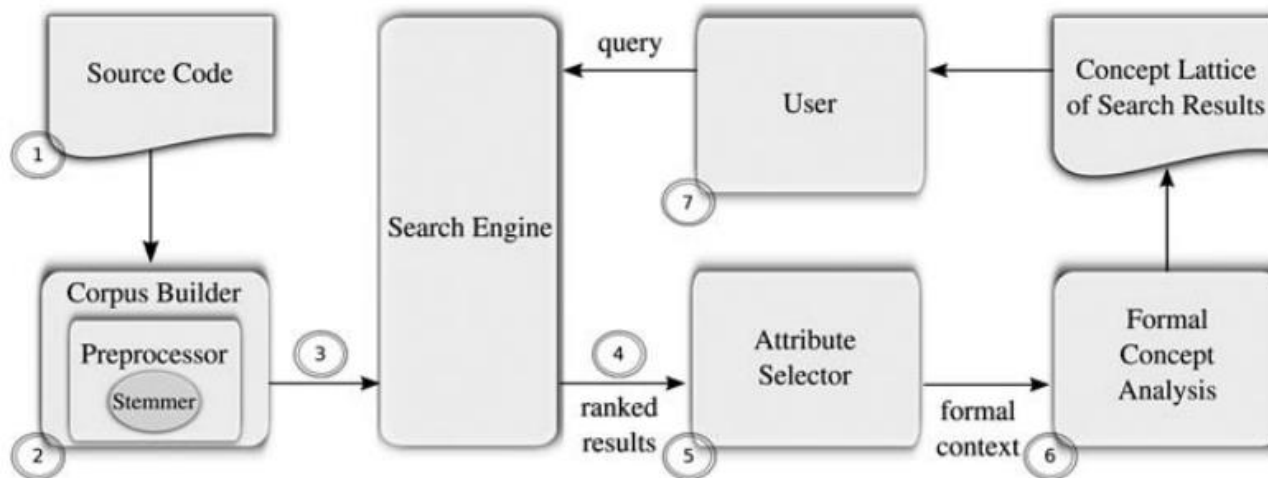 Source Code
1
Corpus Builder
Preprocessor
Stemmer
2
3
Search Engine
query
User
7
4
ranked
results
Attribute
Selector
5
formal
context
Formal
Concept
Analysis
6
Concept Lattice
of Search Results